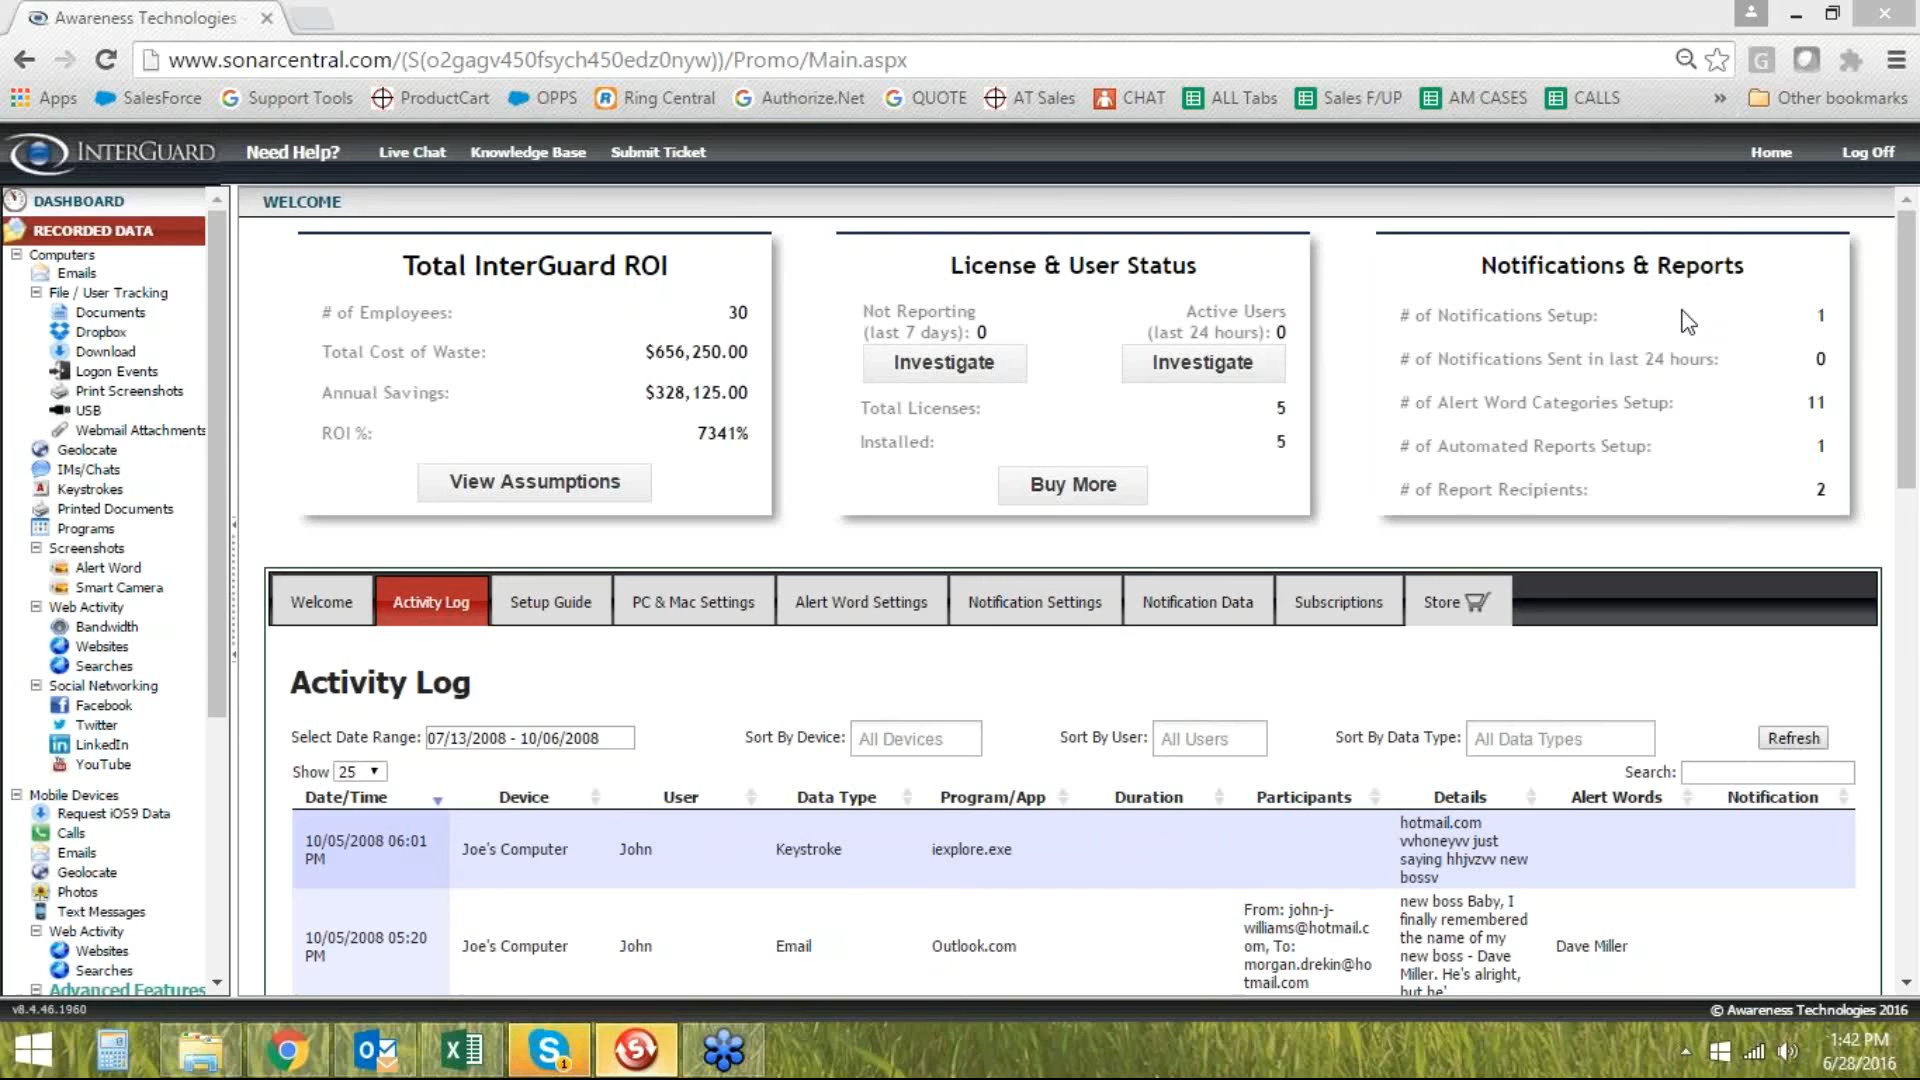 Awareness Technologies
www.sonarcentral.com/(S(o2gagv450fsych450edz0nyw))/Promo/Main.aspx
Apps SalesForce Support Tools ProductCart OPPS Ring Central Authorize.Net QUOTE AT Sales CHAT ALL Tabs Sales F/UP AM CASES CALLS » Other bookmarks
INTERGUARD Need Help? Live Chat Knowledge Base Submit Ticket Home Log Off
DASHBOARD
RECORDED DATA
Computers
Emails
File / User Tracking
Documents
Dropbox
Download
Logon Events
Print Screenshots
USB
Webmail Attachments
Geolocate
IMs/Chats
Keystrokes
Printed Documents
Programs
Screenshots
Alert Word
Smart Camera
Web Activity
Bandwidth
Websites
Searches
Social Networking
Facebook
Twitter
LinkedIn
YouTube
Mobile Devices
Request iOS9 Data
Calls
Emails
Geolocate
Photos
Text Messages
Web Activity
Websites
Searches
Advanced Features
WELCOME
Total InterGuard ROI
# of Employees: 30
Total Cost of Waste: $656,250.00
Annual Savings: $328,125.00
ROI %: 7341%
View Assumptions
License & User Status
Not Reporting
(last 7 days): 0
Investigate
Active Users
(last 24 hours): 0
Investigate
Total Licenses: 5
Installed: 5
Buy More
Notifications & Reports
# of Notifications Setup: 1
# of Notifications Sent in last 24 hours: 0
# of Alert Word Categories Setup: 11
# of Automated Reports Setup: 1
# of Report Recipients: 2
Welcome Activity Log Setup Guide PC & Mac Settings Alert Word Settings Notification Settings Notification Data Subscriptions Store
Activity Log
Select Date Range: 07/13/2008 - 10/06/2008 Sort By Device: All Devices Sort By User: All Users Sort By Data Type: All Data Types Refresh
Show 25 Search:
Date/Time Device User Data Type Program/App Duration Participants Details Alert Words Notification
10/05/2008 06:01
PM
Joe's Computer
John
Keystroke
iexplore.exe
hotmail.com
vvhoneyvv just
saying hhjvzvv new
bossv
10/05/2008 05:20
PM
Joe's Computer
John
Email
Outlook.com
From: john-j-
williams@hotmail.c
om, To:
morgan.drekin@ho
tmail.com
new boss Baby, I
finally remembered
the name of my
new boss - Dave
Miller. He's alright,
but he'
Dave Miller
v8.4.46.1960
© Awareness Technologies 2016
1:42 PM
6/28/2016